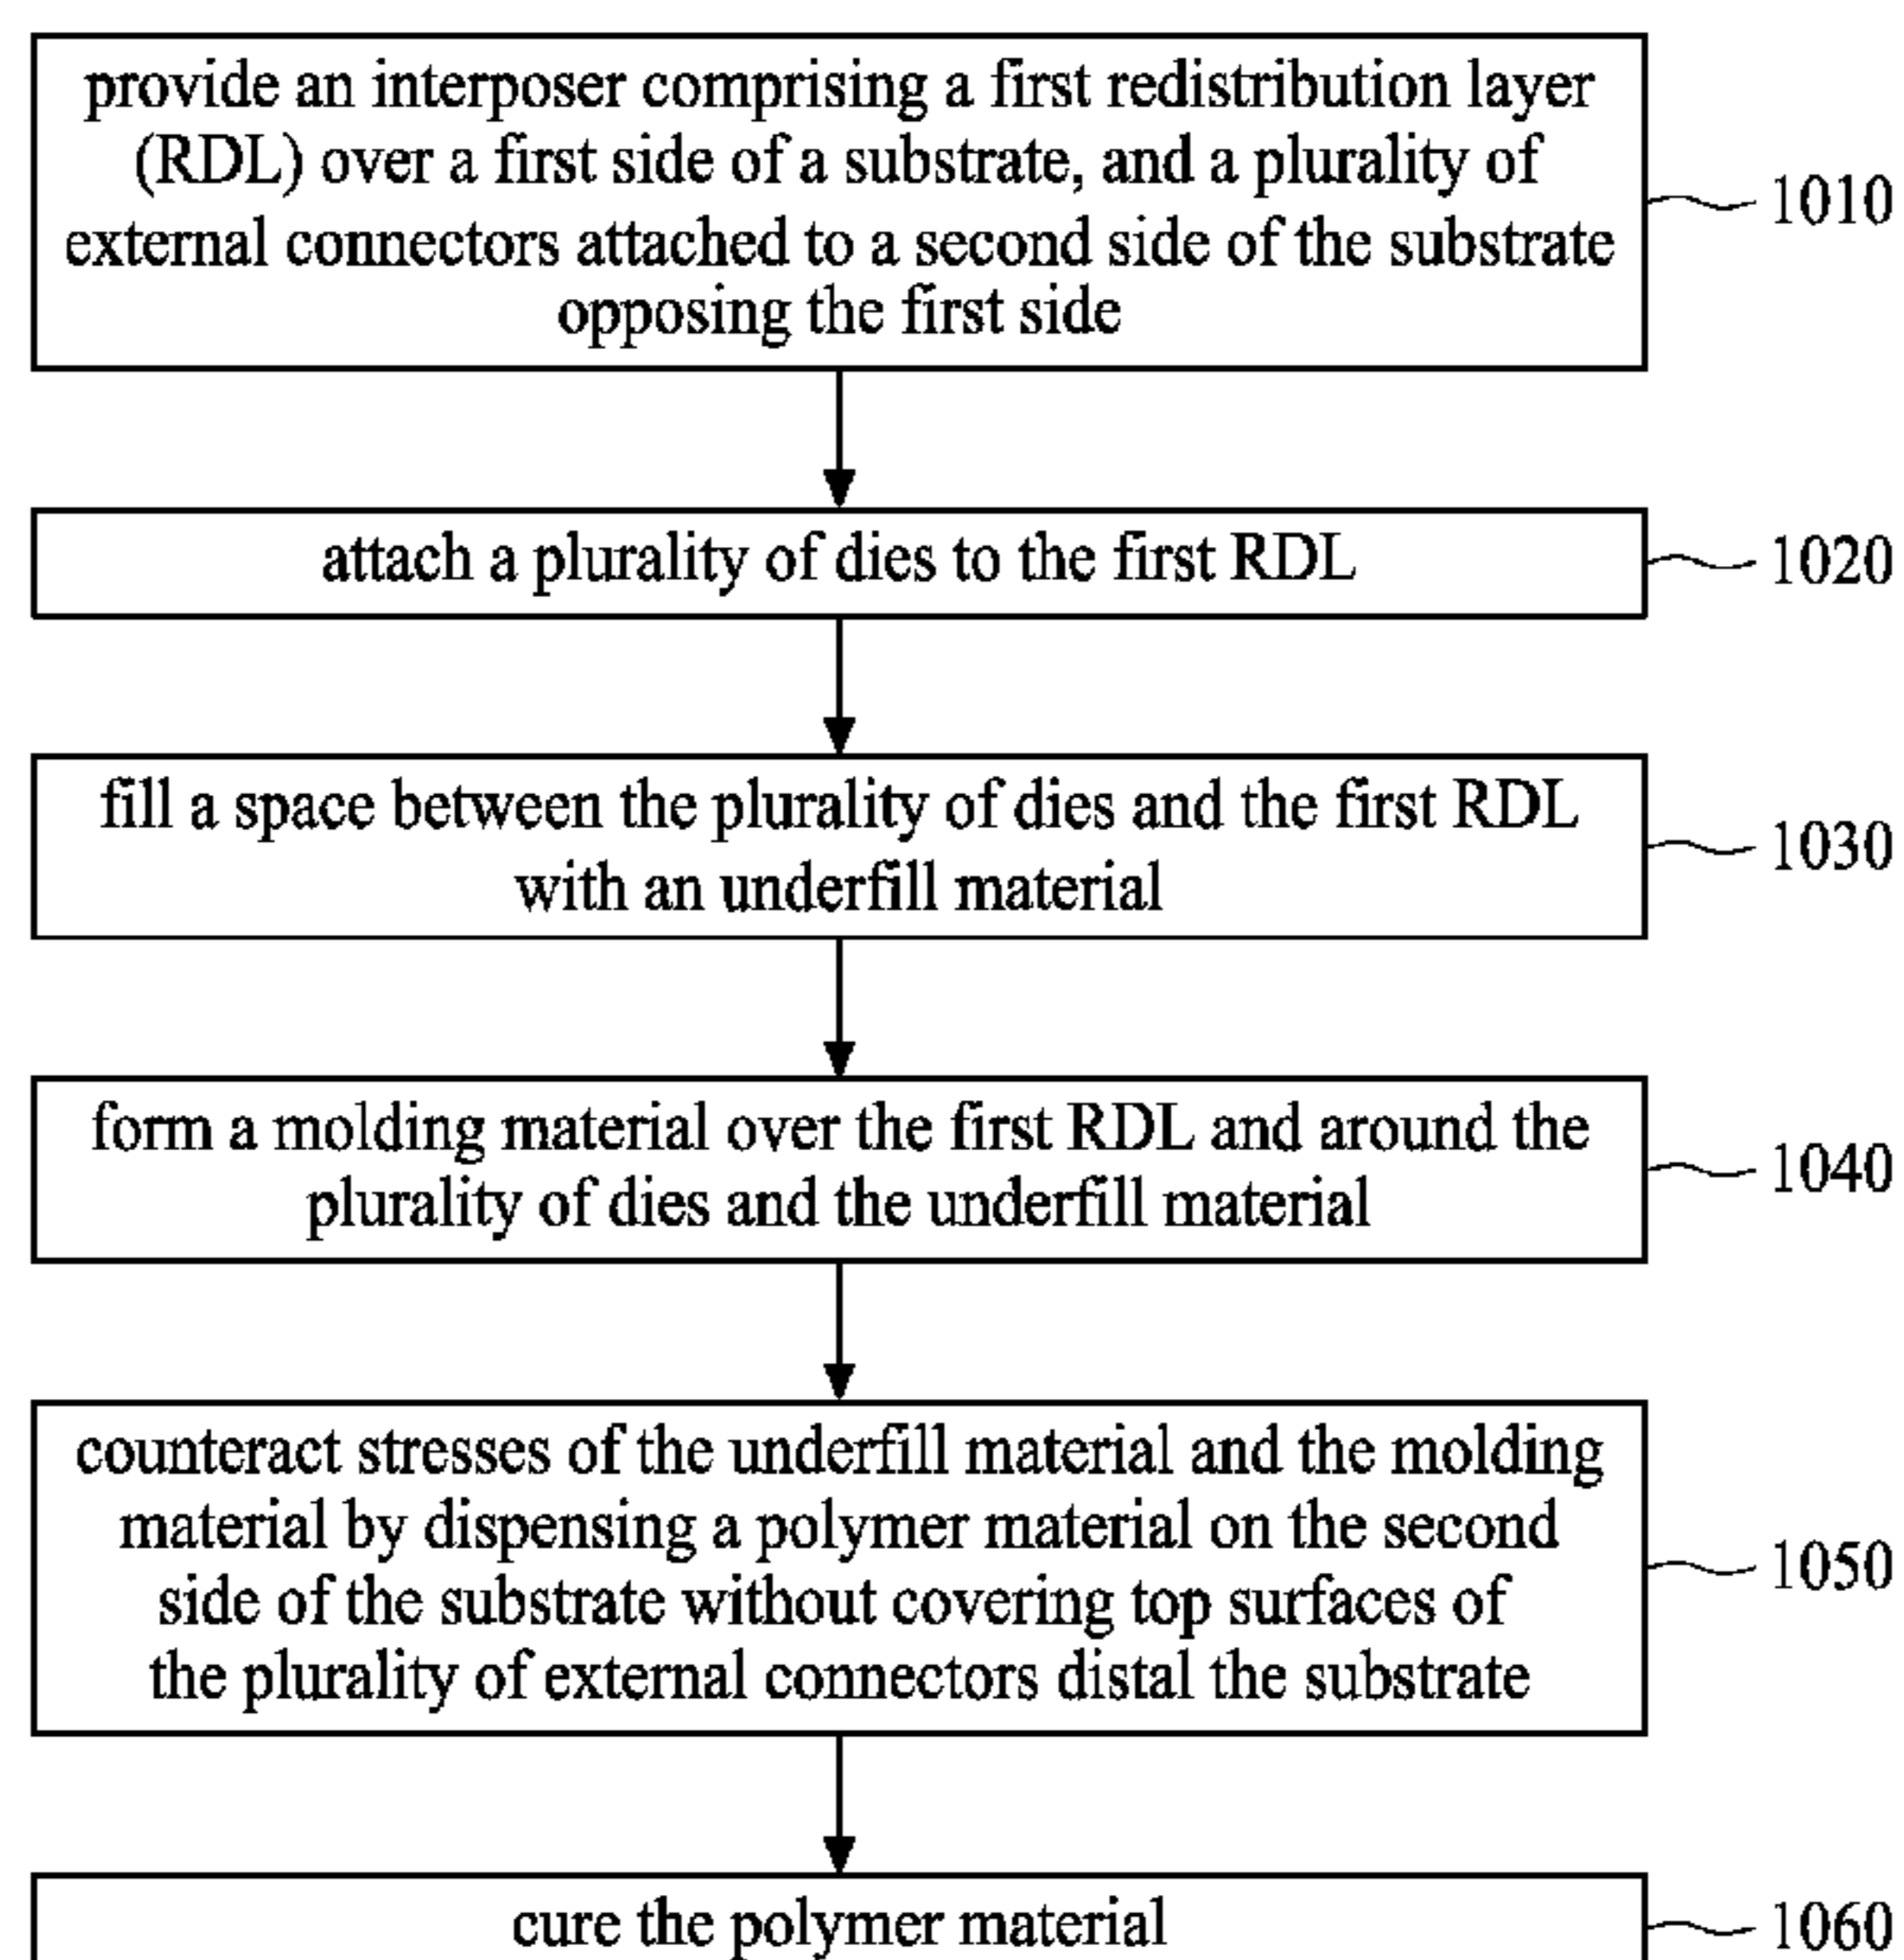 provide an interposer comprising a first redistribution layer
(RDL) over a first side of a substrate, and a plurality of
external connectors attached to a second side of the substrate
opposing the first side
1010
attach a plurality of dies to the first RDL
1020
fill a space between the plurality of dies and the first RDL
with an underfill material
1030
form a molding material over the first RDL and around the
plurality of dies and the underfill material
1040
counteract stresses of the underfill material and the molding
material by dispensing a polymer material on the second
side of the substrate without covering top surfaces of
the plurality of external connectors distal the substrate
1050
cure the polymer material
1060